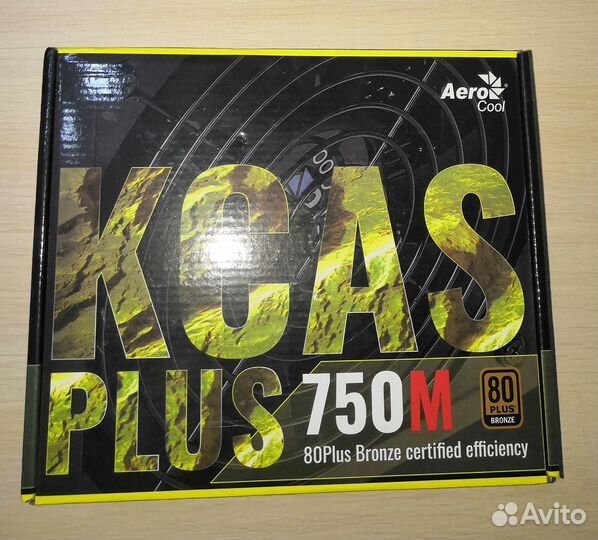 Aero
Cool
KCAS
PLUS 750M
80
PLUS
BRONZE
80Plus Bronze certified efficiency
Avito